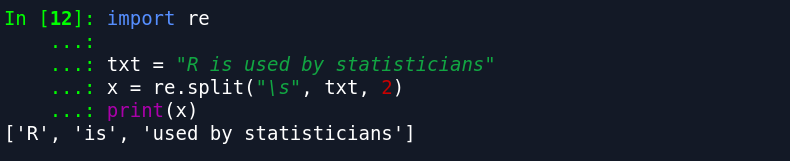 In [12]: import re
    ...:
    ...: txt = "R is used by statisticians"
    ...: x = re.split("\s", txt, 2)
    ...: print(x)
['R', 'is', 'used by statisticians']